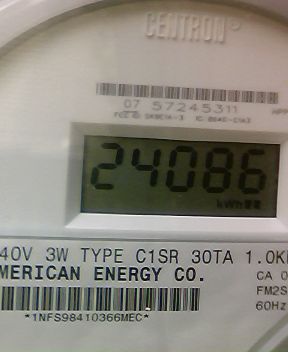 CENTRON
07 57245311
24086
kWh
40V 3W TYPE C1SR 30TA 1.0K
MERICAN ENERGY CO.
CA 0
FM2S
60Hz
*1NFS98410366MEC*